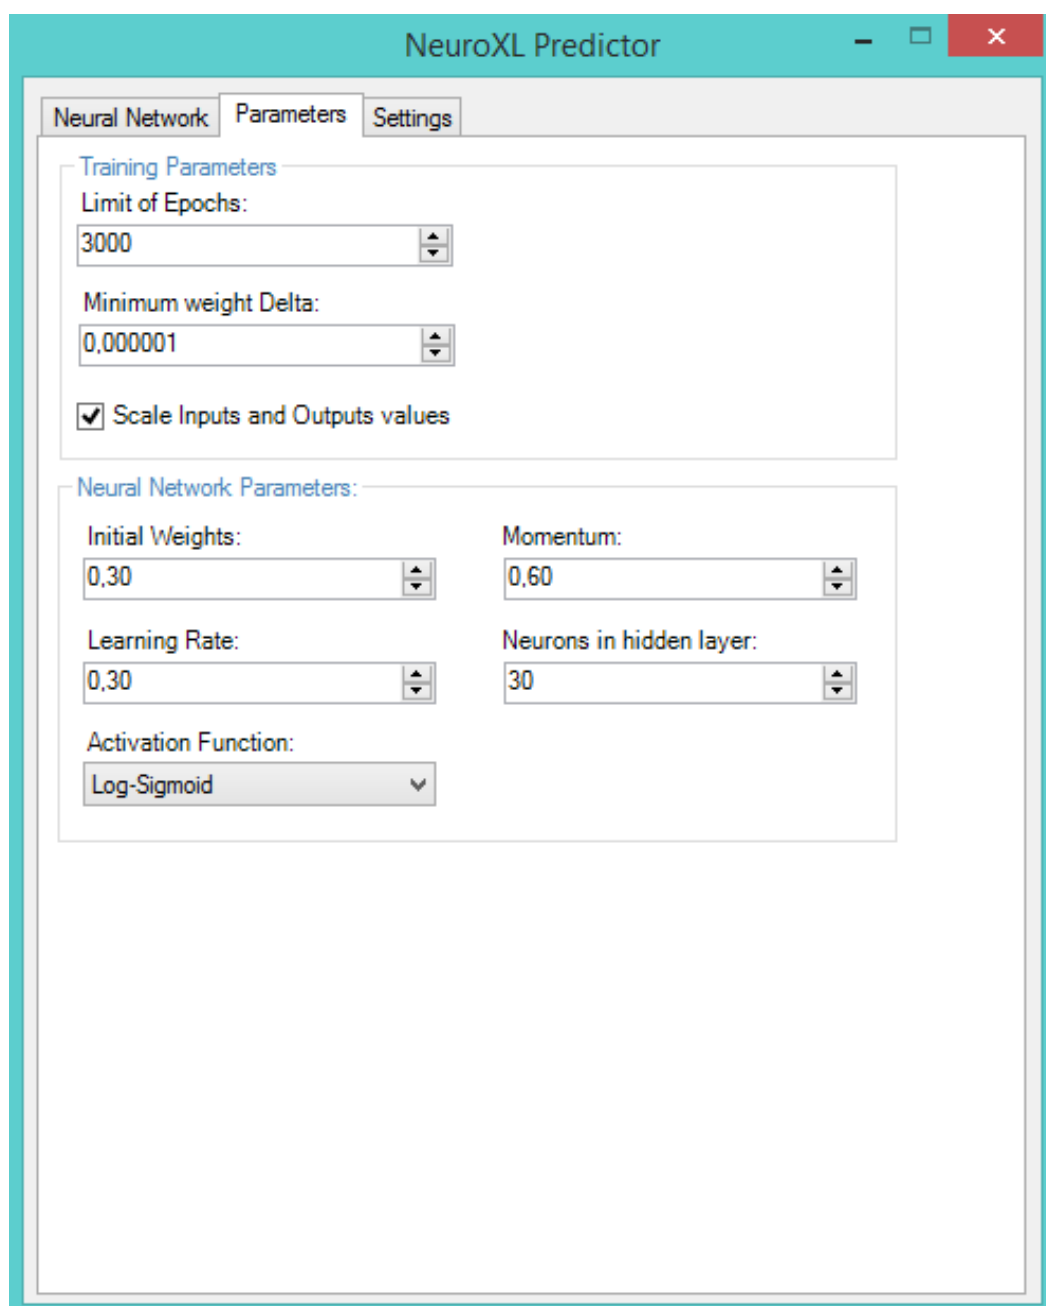 NeuroXL Predictor
Neural Network Parameters Settings
Training Parameters
Limit of Epochs:
3000
Minimum weight Delta:
0,000001
Scale Inputs and Outputs values
Neural Network Parameters:
Initial Weights: Momentum:
0,30 0,60
Learning Rate: Neurons in hidden layer:
0,30 30
Activation Function:
Log-Sigmoid